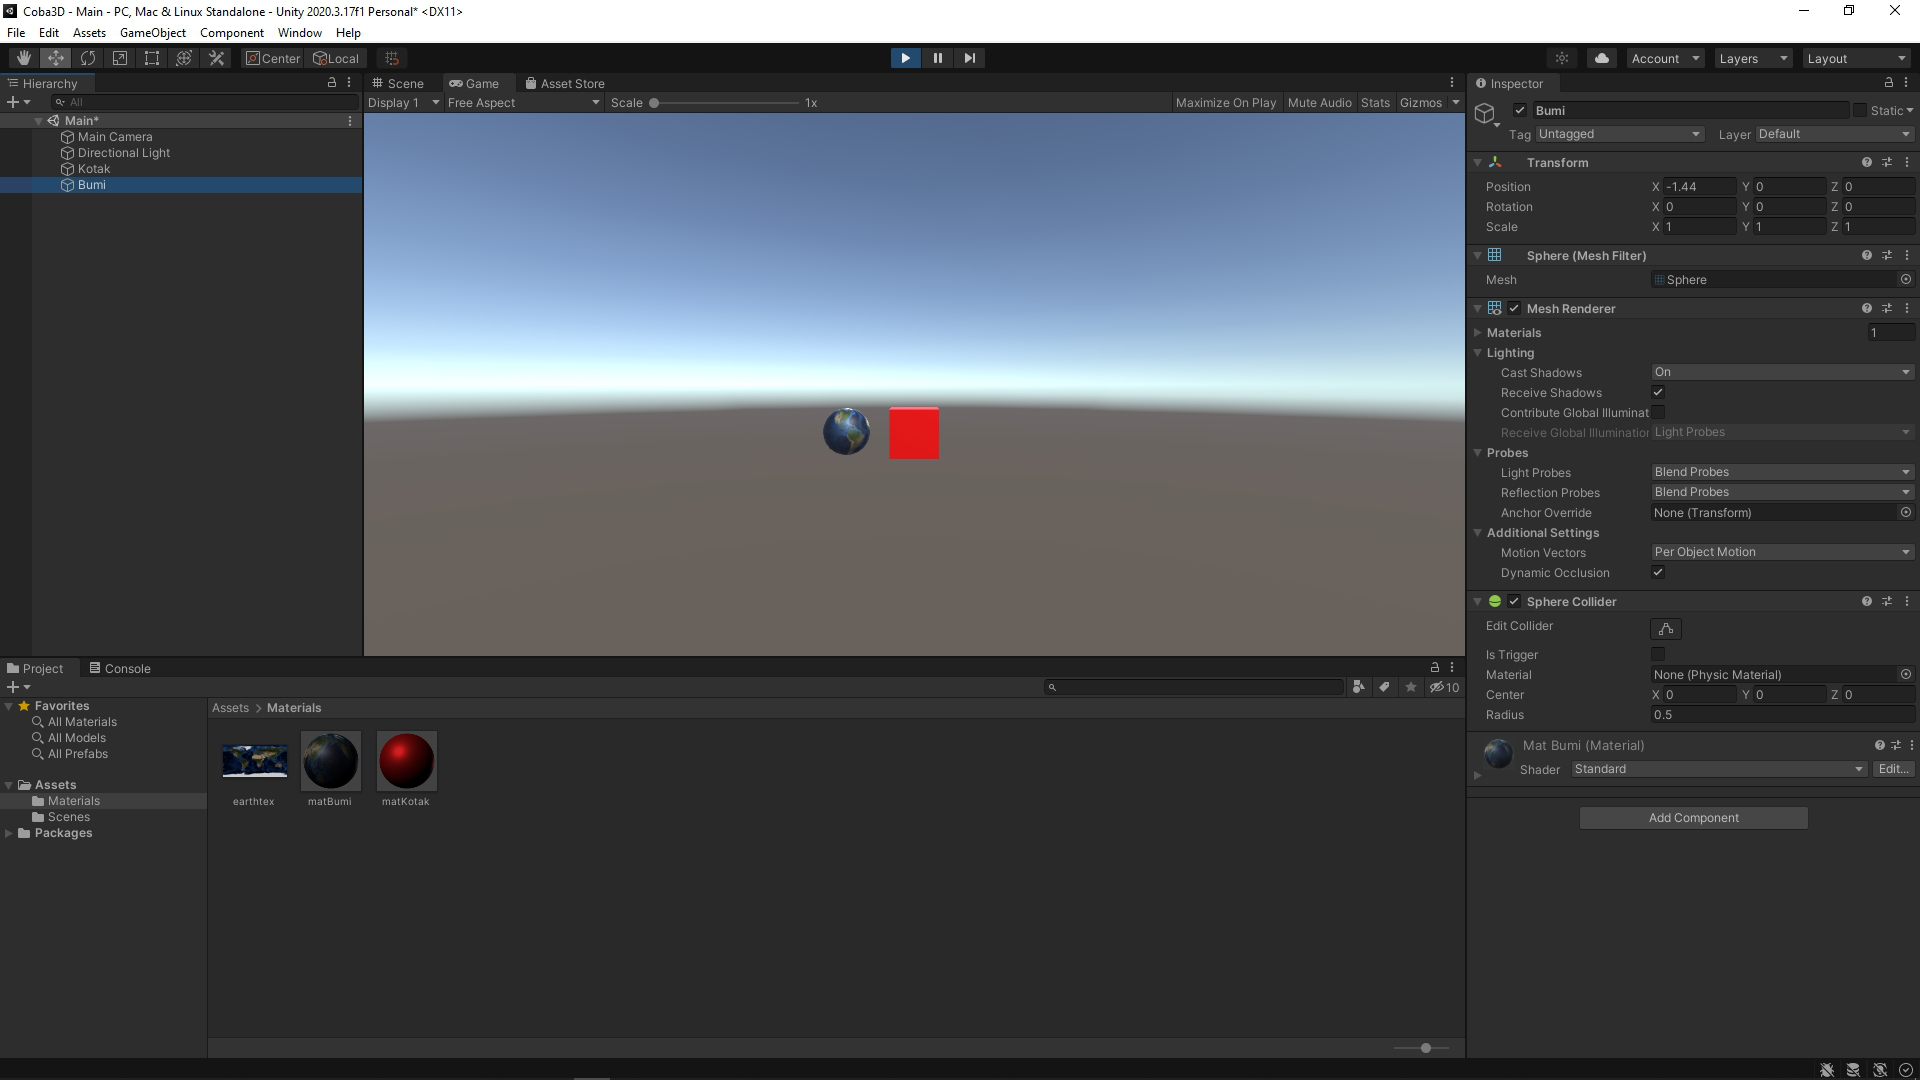 Coba3D - Main - PC, Mac & Linux Standalone - Unity 2020.3.17f1 Personal* <DX11>
File Edit Assets GameObject Component Window Help
Center Local Account Layers Layout
Hierarchy
All
Main*
Main Camera
Directional Light
Kotak
Bumi
Scene Game Asset Store
Display 1 Free Aspect Scale 1x Maximize On Play Mute Audio Stats Gizmos
Inspector
Bumi Static
Tag Untagged Layer Default
Transform
Position X -1.44 Y 0 Z 0
Rotation X 0 Y 0 Z 0
Scale X 1 Y 1 Z 1
Sphere (Mesh Filter)
Mesh Sphere
Mesh Renderer
Materials 1
Lighting
Cast Shadows On
Receive Shadows
Contribute Global Illuminat
Receive Global Illumination Light Probes
Probes
Light Probes Blend Probes
Reflection Probes Blend Probes
Anchor Override None (Transform)
Additional Settings
Motion Vectors Per Object Motion
Dynamic Occlusion
Sphere Collider
Edit Collider
Is Trigger
Material None (Physic Material)
Center X 0 Y 0 Z 0
Radius 0.5
Mat Bumi (Material)
Shader Standard Edit...
Add Component
Project Console
10
Favorites
All Materials
All Models
All Prefabs
Assets
Materials
Scenes
Packages
Assets > Materials
earthtex matBumi matKotak